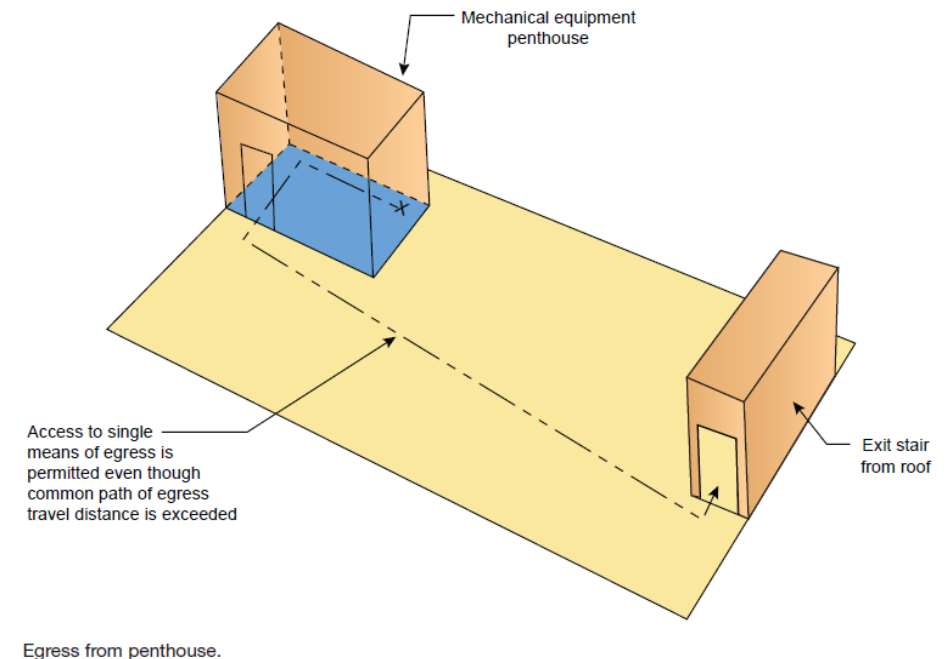 Mechanical equipment
penthouse
Access to single
means of egress is
permitted even though
common path of egress
travel distance is exceeded
Exit stair
from roof
Egress from penthouse.